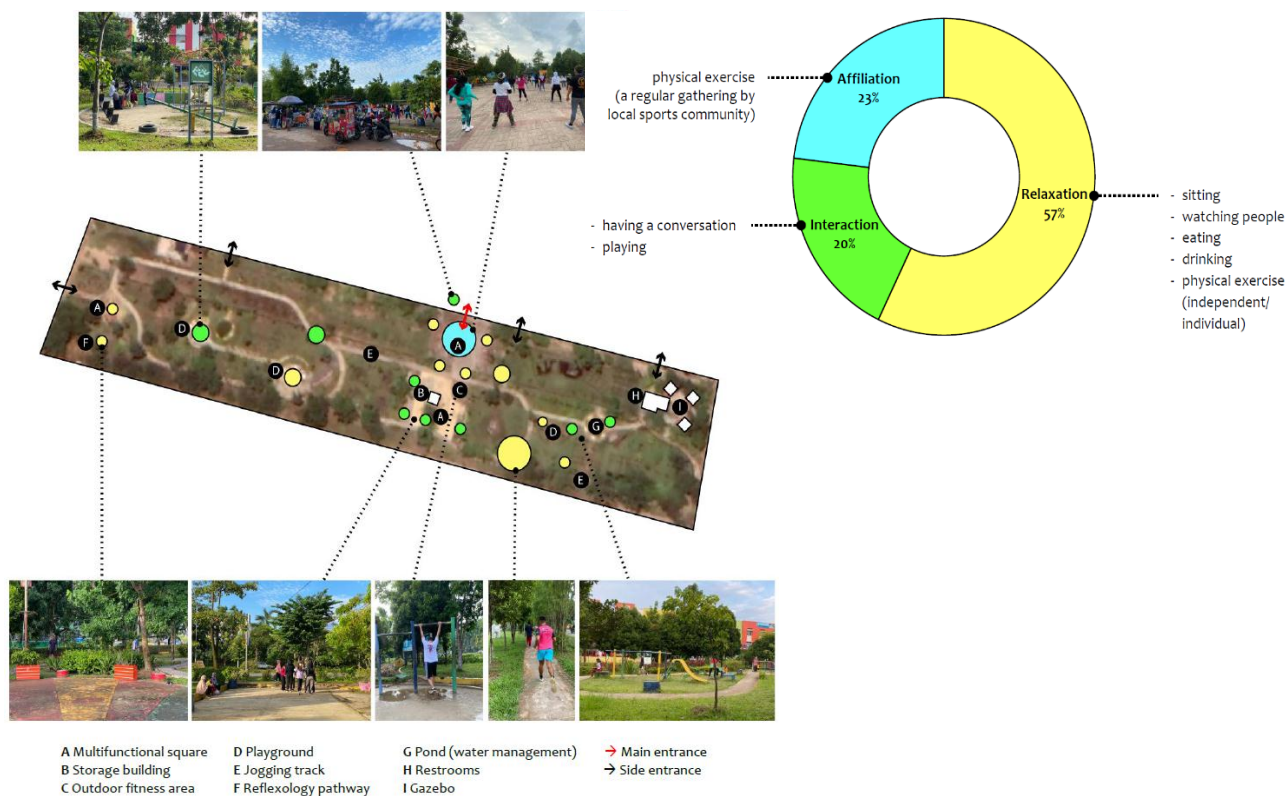 Affiliation
23%
physical exercise
(a regular gathering by
local sports community)
Relaxation
57%
- sitting
- watching people
- eating
- drinking
- physical exercise
(independent/
individual)
Interaction
20%
- having a conversation
- playing
A
F
D
D
E
A
B
C
A
D
G
E
H
I
A Multifunctional square
B Storage building
C Outdoor fitness area
D Playground
E Jogging track
F Reflexology pathway
G Pond (water management)
H Restrooms
I Gazebo
Main entrance
Side entrance